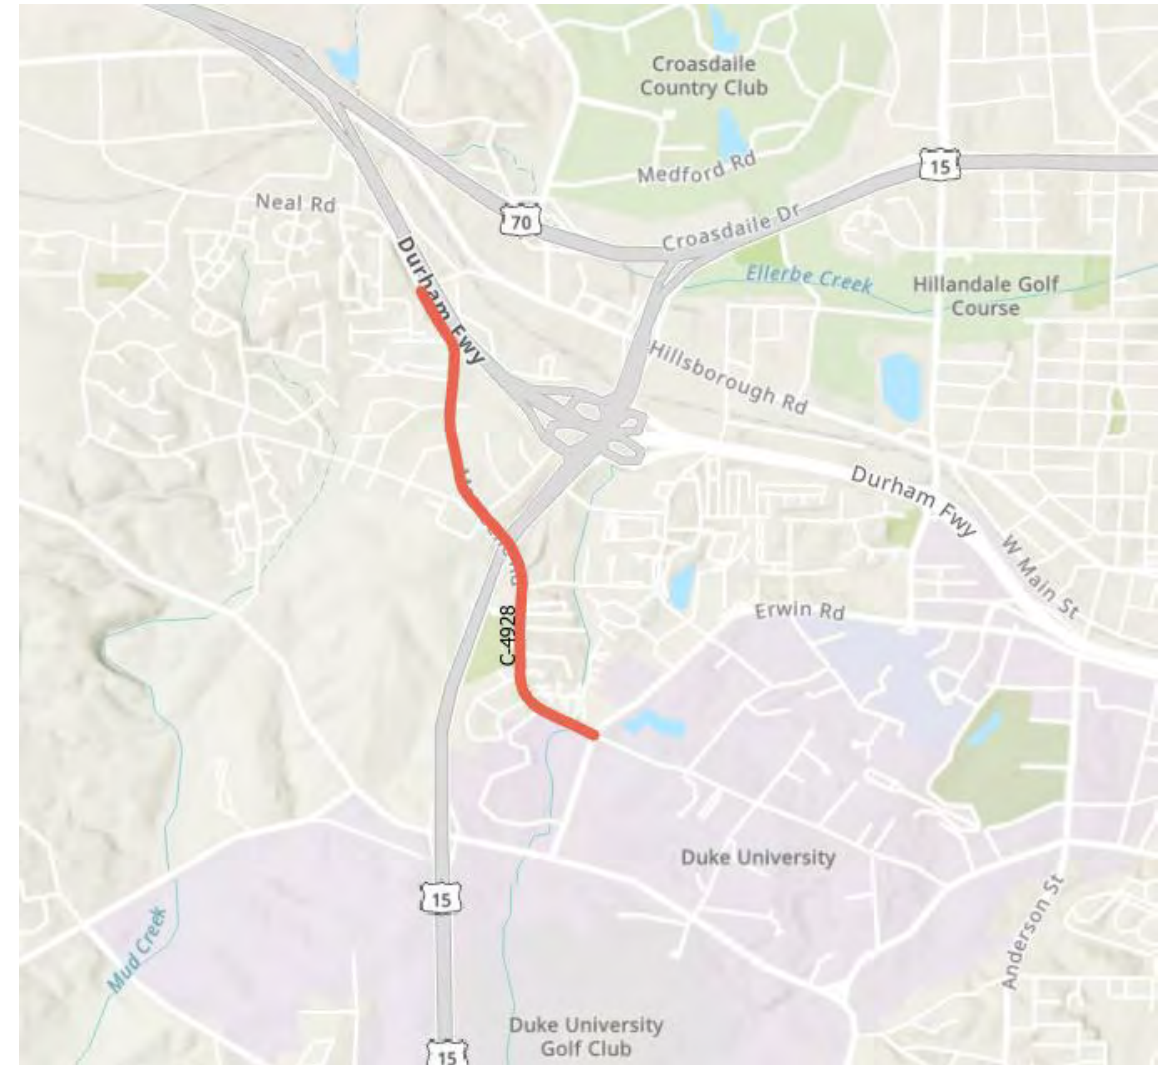 Croasdaile
Country Club
Medford Rd
15
Neal Rd
70
Croasdaile Dr
Durham Fwy
Ellerbe Creek
Hillandale Golf
Course
Hillsborough Rd
Durham Fwy
W Main St
C-4928
Erwin Rd
Duke University
15
Anderson St
Mud Creek
Duke University
Golf Club
15